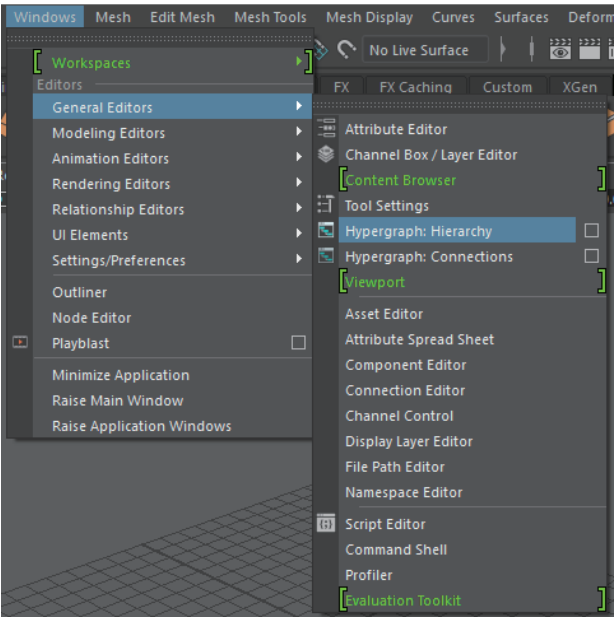 Windows Mesh Edit Mesh Mesh Tools Mesh Display Curves Surfaces Deform
No Live Surface
FX FX Caching Custom XGen
Workspaces
Editors
General Editors
Modeling Editors
Animation Editors
Rendering Editors
Relationship Editors
UI Elements
Settings/Preferences
Outliner
Node Editor
Playblast
Minimize Application
Raise Main Window
Raise Application Windows
Attribute Editor
Channel Box / Layer Editor
Content Browser
Tool Settings
Hypergraph: Hierarchy
Hypergraph: Connections
Viewport
Asset Editor
Attribute Spread Sheet
Component Editor
Connection Editor
Channel Control
Display Layer Editor
File Path Editor
Namespace Editor
Script Editor
Command Shell
Profiler
Evaluation Toolkit